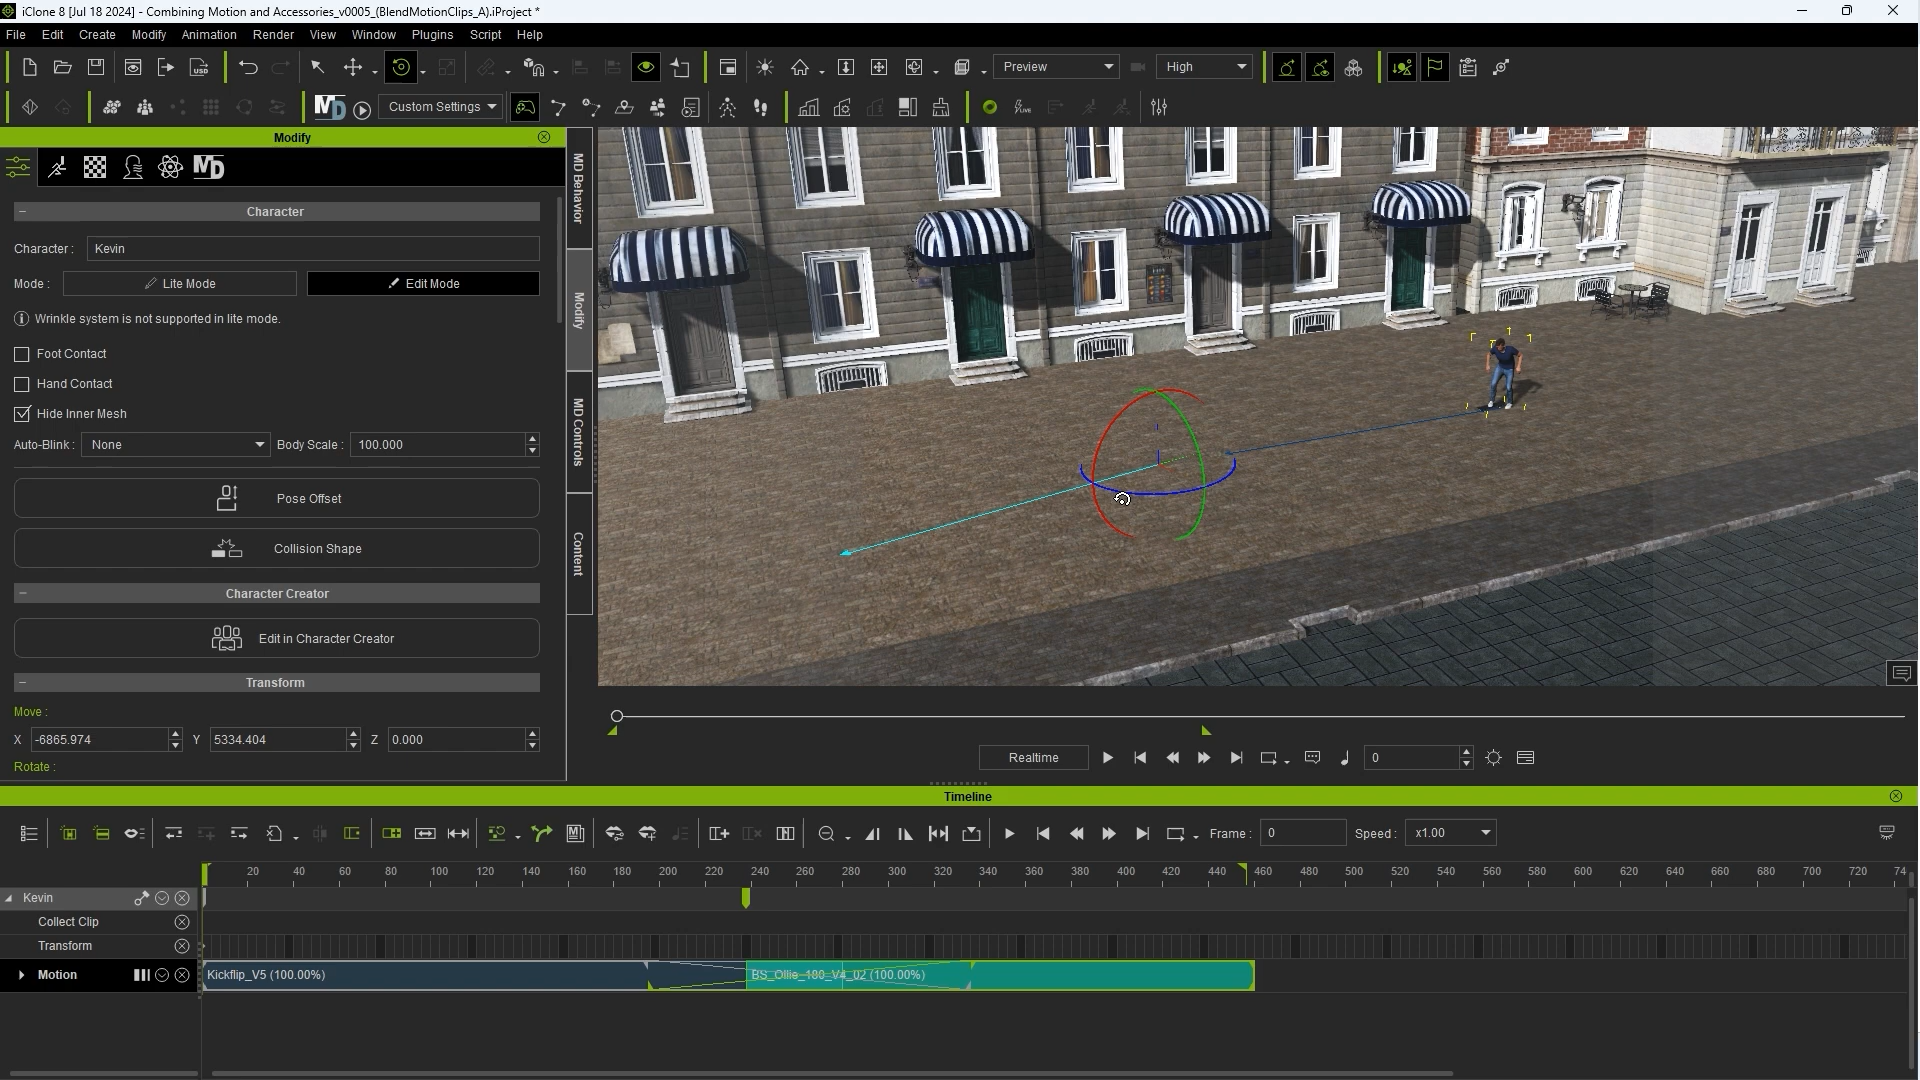 iClone 8 [Jul 18 2024] - Combining Motion and Accessories_v0005_(BlendMotionClips_A).iProject *
File Edit Create Modify Animation Render View Window Plugins Script Help
Preview
High
MD
Custom Settings
LIVE
Modify
MD
Character
Character :
Kevin
Mode :
Lite Mode
Edit Mode
Wrinkle system is not supported in lite mode.
Foot Contact
Hand Contact
Hide Inner Mesh
Auto-Blink :
None
Body Scale :
100.000
Pose Offset
Collision Shape
Character Creator
Edit in Character Creator
Transform
Move :
X -6865.974 Y 5334.404 Z 0.000
Rotate :
MD Behavior
Modify
MD Controls
Content
Realtime
0
Timeline
Frame : 0 Speed : x1.00
20 40 60 80 100 120 140 160 180 200 220 240 260 280 300 320 340 360 380 400 420 440 460 480 500 520 540 560 580 600 620 640 660 680 700 720 74
Kevin
Collect Clip
Transform
Motion
Kickflip_V5 (100.00%)
BS_Ollie-180_V4_02 (100.00%)